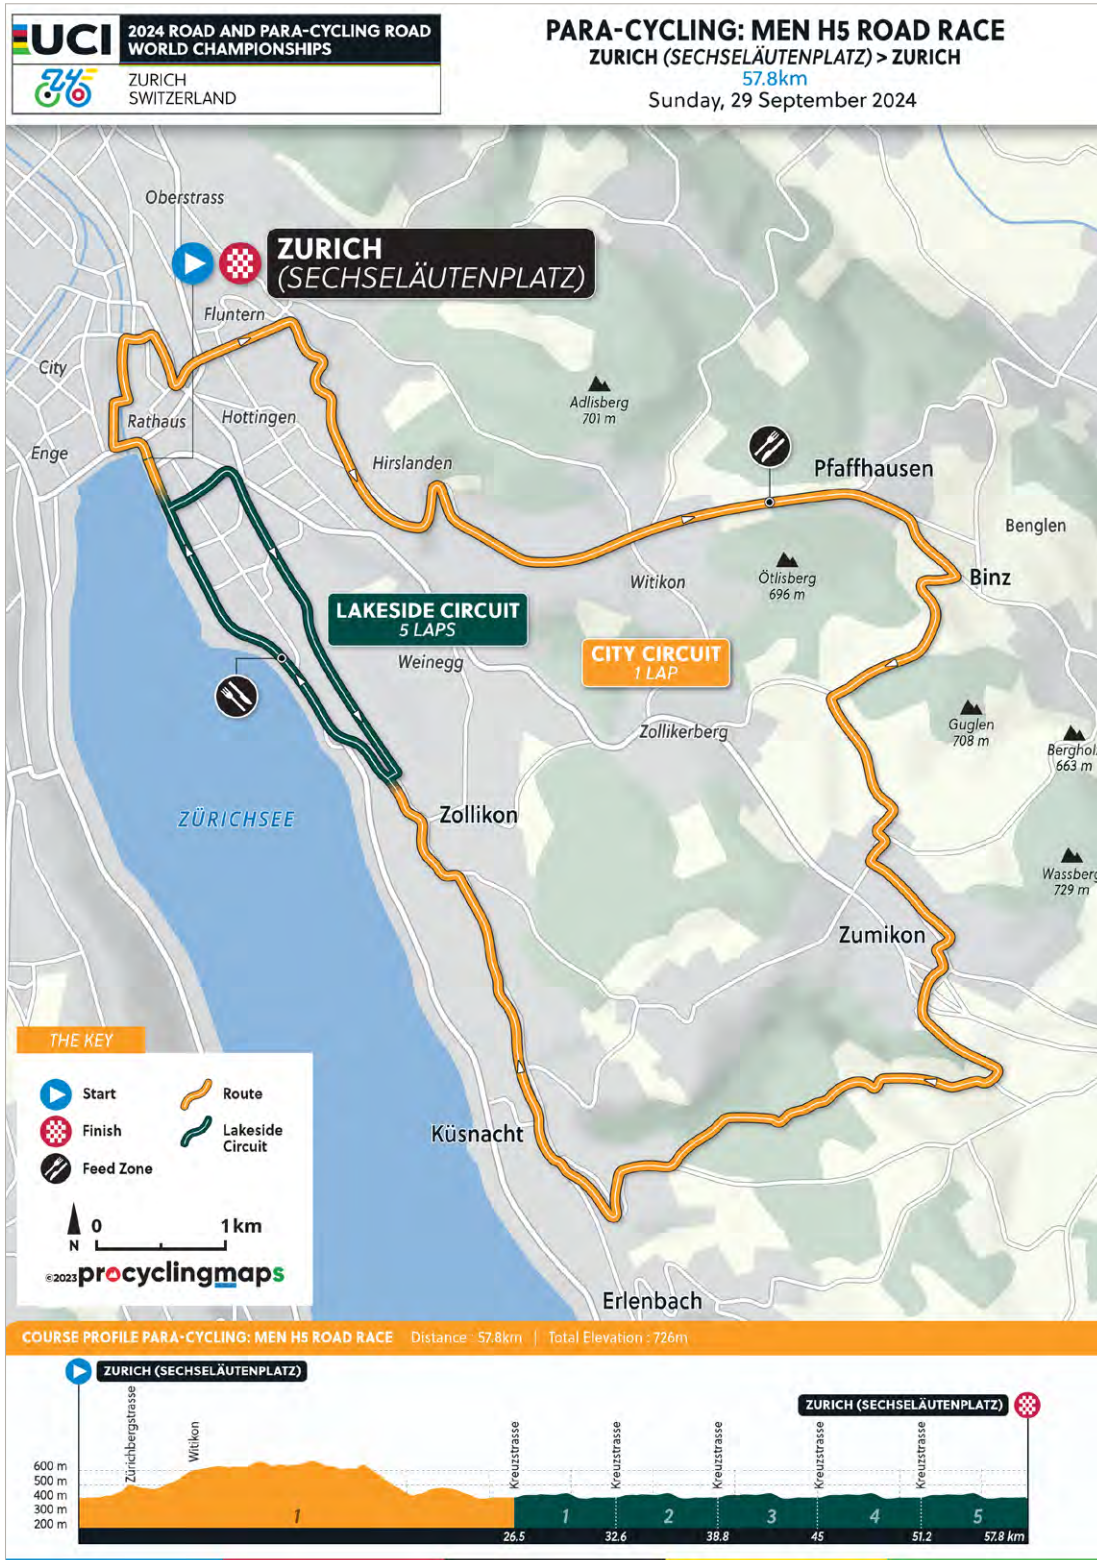 UCI
2024 ROAD AND PARA-CYCLING ROAD
WORLD CHAMPIONSHIPS
ZURICH
SWITZERLAND
PARA-CYCLING: MEN H5 ROAD RACE
ZURICH (SECHSELÄUTENPLATZ) > ZURICH
57.8km
Sunday, 29 September 2024
Oberstrass
ZURICH
(SECHSELÄUTENPLATZ)
Fluntern
City
Adlisberg
701 m
Rathaus
Hottingen
Enge
Hirslanden
Pfaffhausen
Benglen
Witikon
Ötlisberg
696 m
Binz
LAKESIDE CIRCUIT
5 LAPS
Weinegg
CITY CIRCUIT
1 LAP
Zollikerberg
Guglen
708 m
Berghol
663 m
ZÜRICHSEE
Zollikon
Wassberg
729 m
Zumikon
THE KEY
Start
Route
Finish
Lakeside
Circuit
Feed Zone
Küsnacht
N
0
1 km
©2023 procyclingmaps
Erlenbach
COURSE PROFILE PARA-CYCLING: MEN H5 ROAD RACE Distance : 57.8km | Total Elevation : 726m
ZURICH (SECHSELÄUTENPLATZ)
ZURICH (SECHSELÄUTENPLATZ)
Zürichbergstrasse
Witikon
Kreuzstrasse
Kreuzstrasse
Kreuzstrasse
Kreuzstrasse
Kreuzstrasse
600 m
500 m
400 m
300 m
200 m
1
1
2
3
4
5
26.5
32.6
38.8
45
51.2
57.8 km